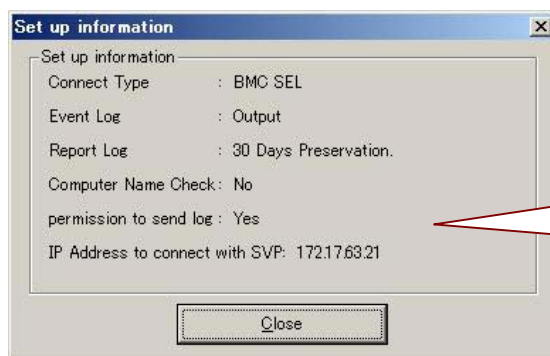 Set up information
Set up information
Connect Type : BMC SEL
Event Log : Output
Report Log : 30 Days Preservation.
Computer Name Check : No
permission to send log : Yes
IP Address to connect with SVP: 172.17.63.21
Close